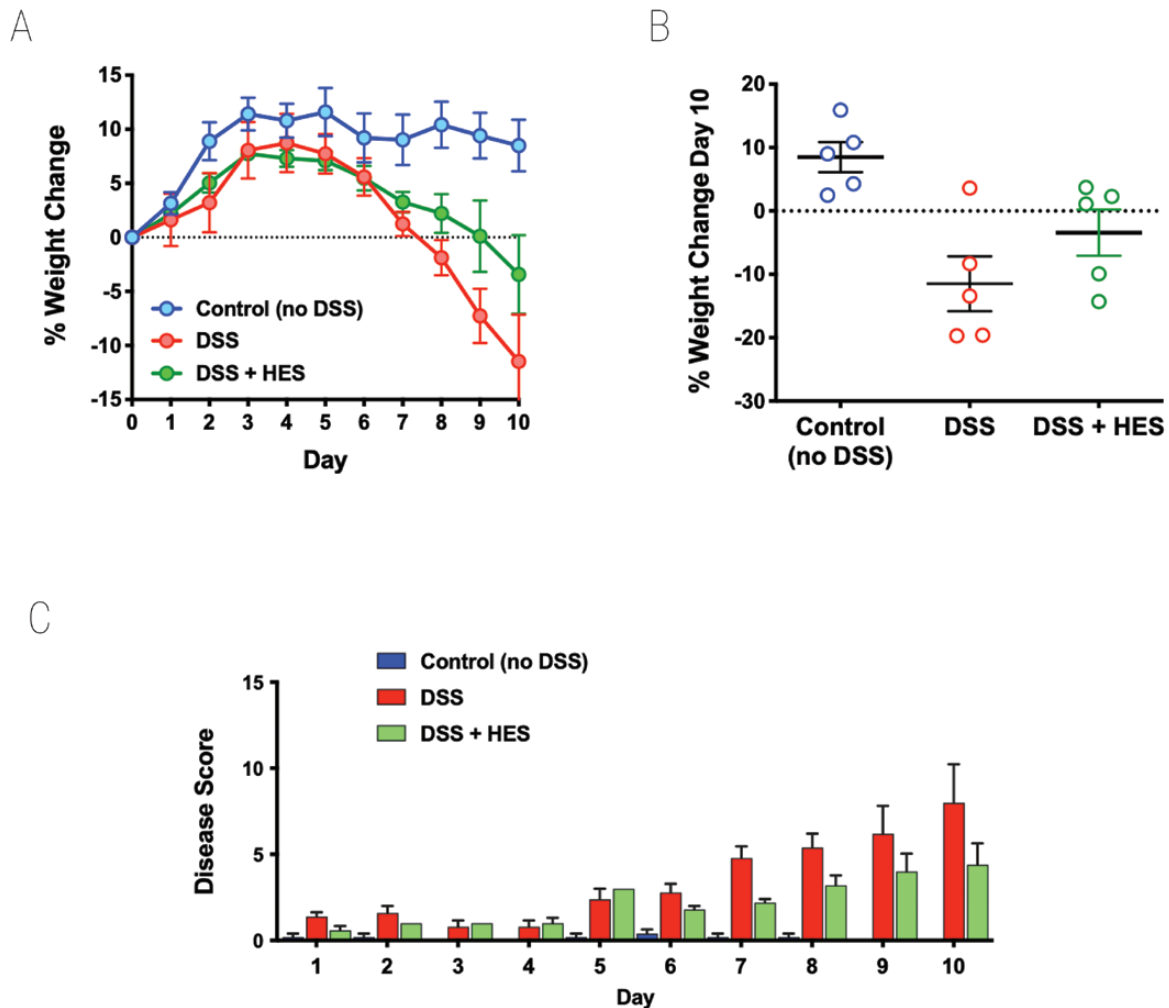 A
% Weight Change
15
10
5
0
-5
-10
-15
Control (no DSS)
DSS
DSS + HES
0 1 2 3 4 5 6 7 8 9 10
Day
B
% Weight Change Day 10
20
10
0
-10
-20
-30
Control
(no DSS)
DSS
DSS + HES
C
Control (no DSS)
DSS
DSS + HES
Disease Score
15
10
5
0
1 2 3 4 5 6 7 8 9 10
Day